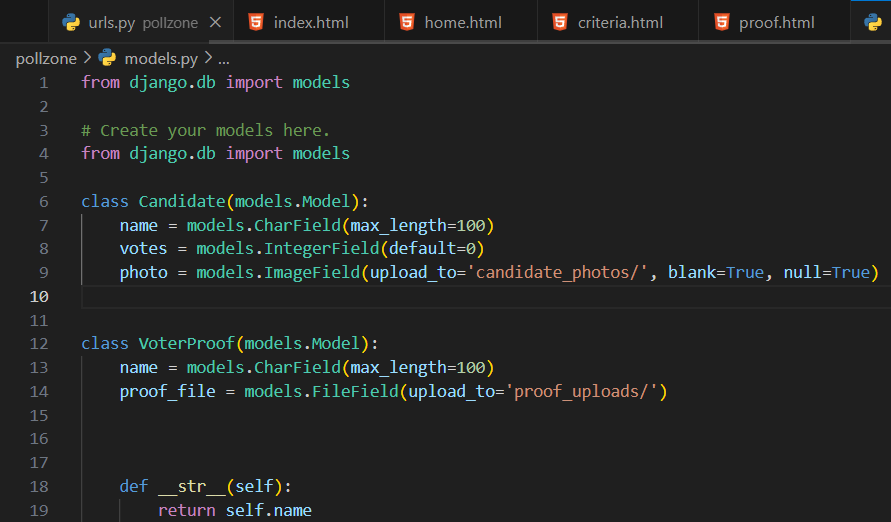 urls.py pollzone × index.html home.html criteria.html proof.html
pollzone > models.py > ...
1 from django.db import models
2
3 # Create your models here.
4 from django.db import models
5
6 class Candidate(models.Model):
7     name = models.CharField(max_length=100)
8     votes = models.IntegerField(default=0)
9     photo = models.ImageField(upload_to='candidate_photos/', blank=True, null=True)
10
11
12 class VoterProof(models.Model):
13     name = models.CharField(max_length=100)
14     proof_file = models.FileField(upload_to='proof_uploads/')
15
16
17
18     def __str__(self):
19         return self.name